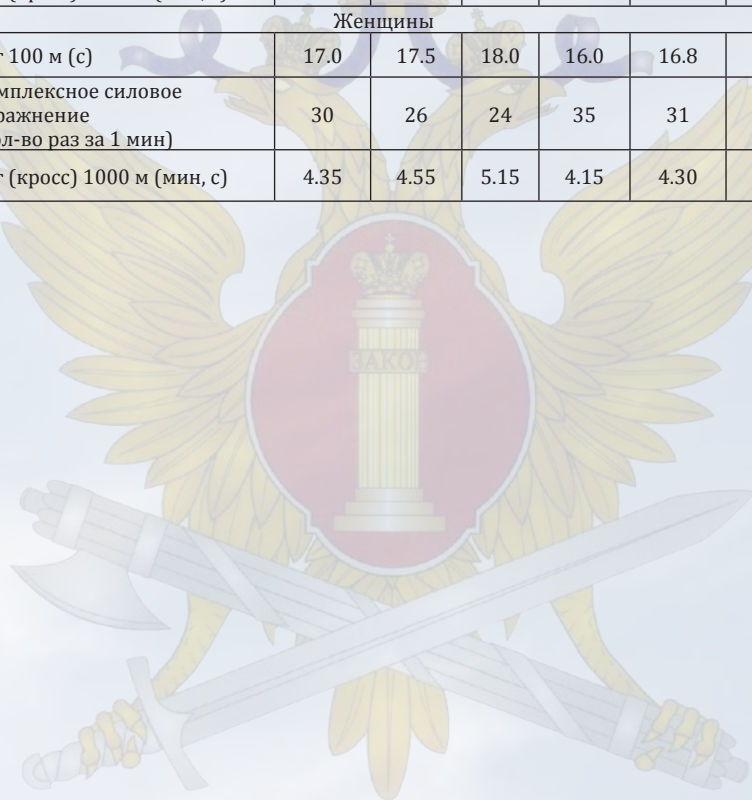 Женщины
г 100 м (с) 17.0 17.5 18.0 16.0 16.8
мплексное силовое
ражнение
ол-во раз за 1 мин) 30 26 24 35 31
г (кросс) 1000 м (мин, с) 4.35 4.55 5.15 4.15 4.30
ЗАКОН